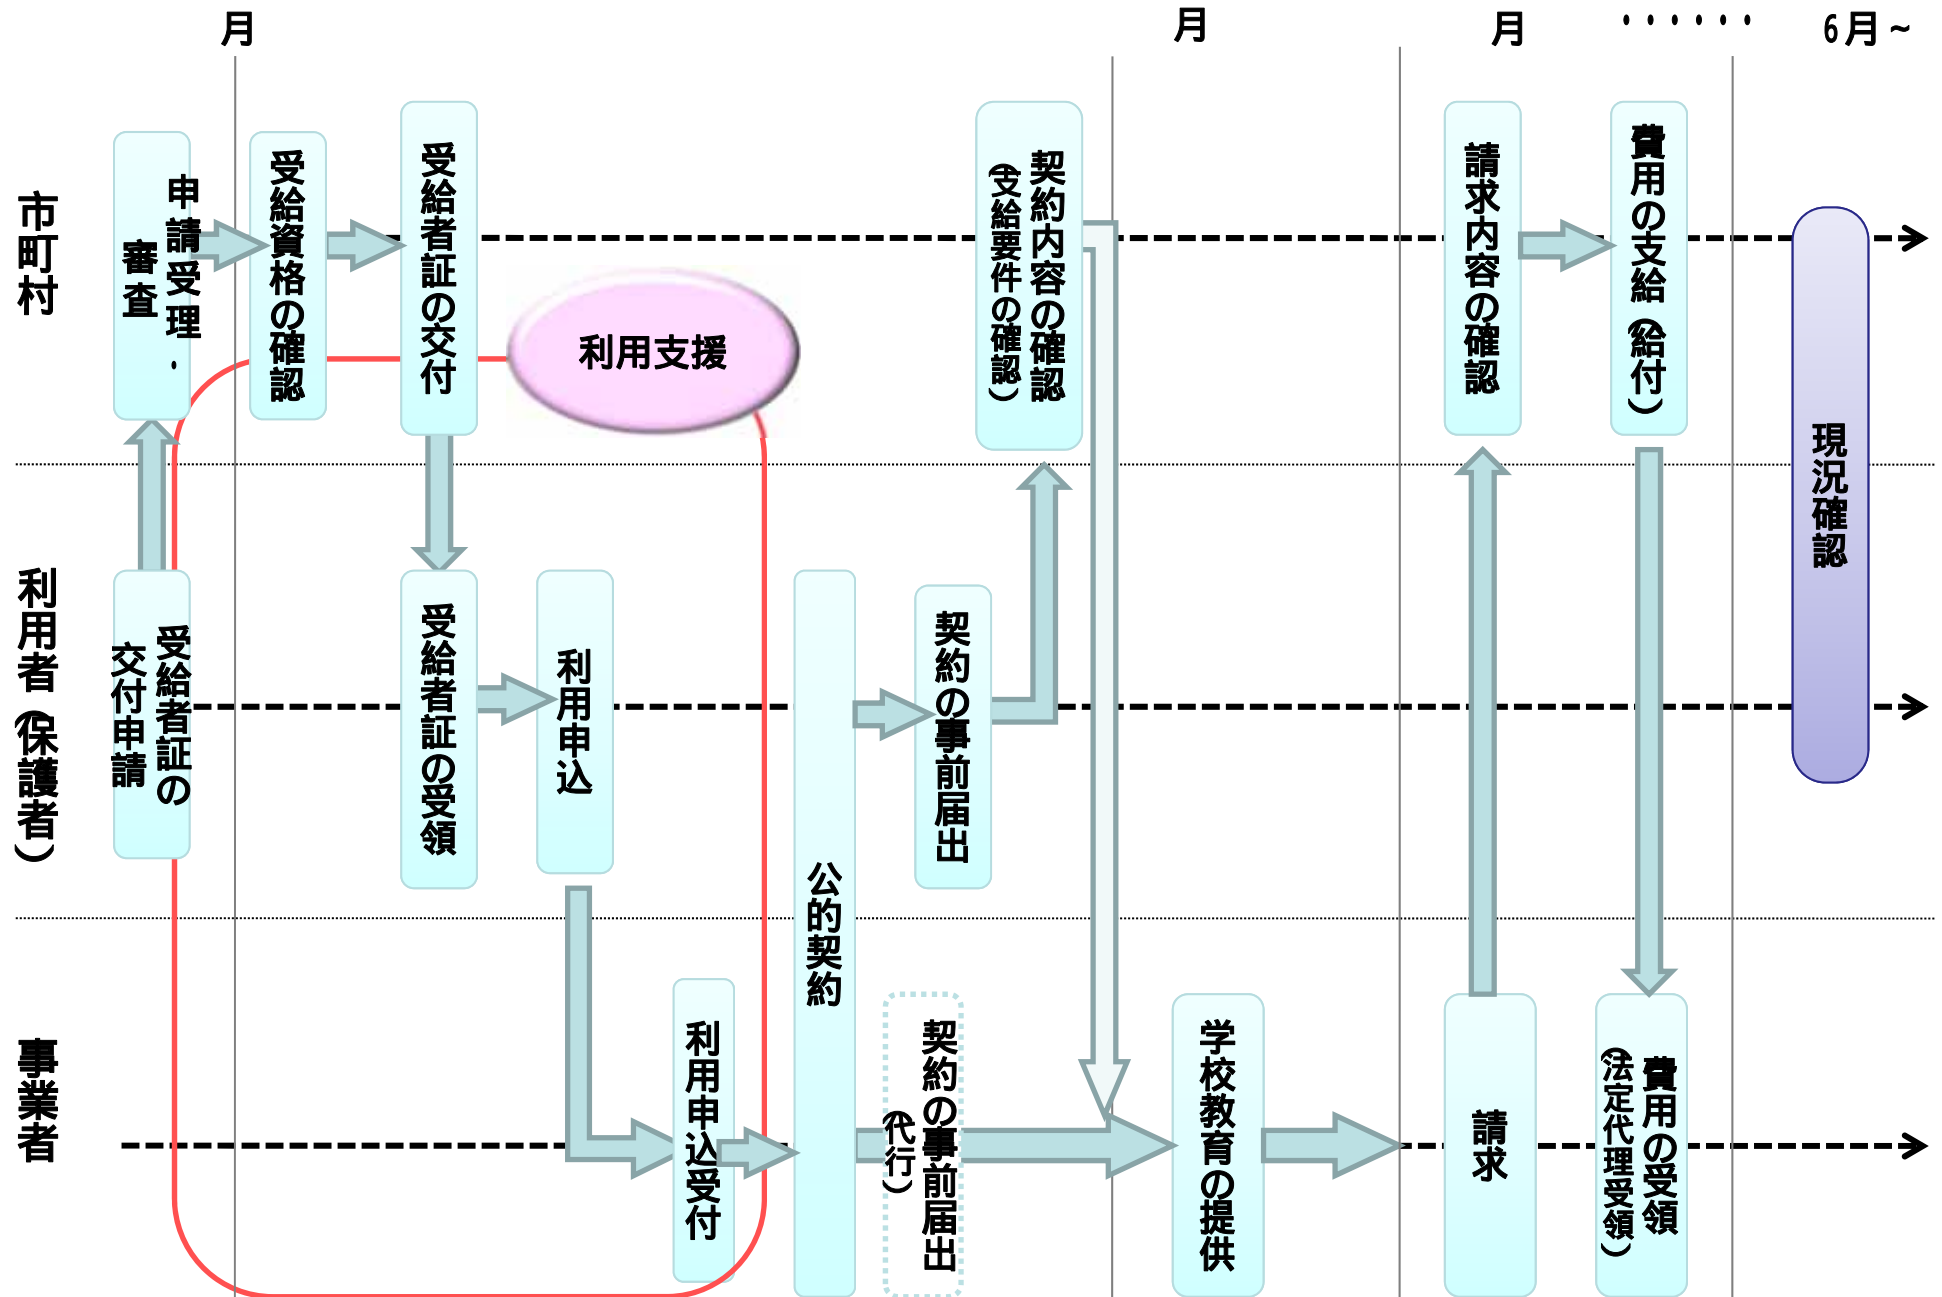 月
月
月
・・・・・・
6月~
市町村
申請受理・
審査
受給資格の確認
受給者証の交付
利用支援
契約内容の確認
(支給要件の確認)
請求内容の確認
費用の支給(給付)
現況確認
利用者(保護者)
受給者証の
交付申請
受給者証の受領
利用申込
公的契約
契約の事前届出
事業者
利用申込受付
契約の事前届出
(代行)
学校教育の提供
請求
費用の受領
(法定代理受領)